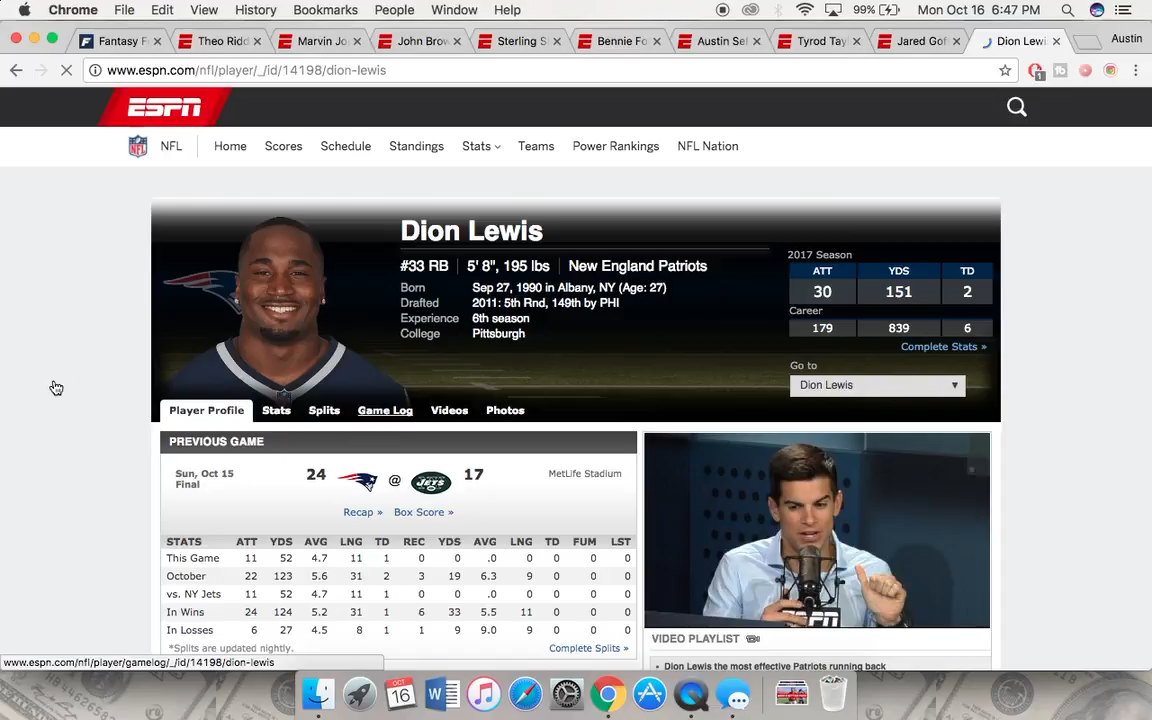 Chrome File Edit View History Bookmarks People Window Help 99% Mon Oct 16 6:47 PM
Fantasy F Theo Ridd Marvin Jo John Brow Sterling S Bennie Fo Austin Sef Tyrod Tay Jared Goff Dion Lewis Austin
www.espn.com/nfl/player/_/id/14198/dion-lewis
ESPN
NFL Home Scores Schedule Standings Stats Teams Power Rankings NFL Nation
Dion Lewis
#33 RB 5' 8", 195 lbs New England Patriots
Born Sep 27, 1990 in Albany, NY (Age: 27)
Drafted 2011: 5th Rnd, 149th by PHI
Experience 6th season
College Pittsburgh
2017 Season
ATT YDS TD
30 151 2
Career
179 839 6
Complete Stats »
Go to
Dion Lewis
Player Profile Stats Splits Game Log Videos Photos
PREVIOUS GAME
Sun, Oct 15
Final
24 @ JETS 17 MetLife Stadium
Recap » Box Score »
STATS ATT YDS AVG LNG TD REC YDS AVG LNG TD FUM LST
This Game 11 52 4.7 11 1 0 0 .0 0 0 0 0
October 22 123 5.6 31 2 3 19 6.3 9 0 0 0
vs. NY Jets 11 52 4.7 11 1 0 0 .0 0 0 0 0
In Wins 24 124 5.2 31 1 6 33 5.5 11 0 0 0
In Losses 6 27 4.5 8 1 1 9 9.0 9 0 0 0
*Splits are updated nightly. Complete Splits »
ESPN
VIDEO PLAYLIST
Dion Lewis the most effective Patriots running back
www.espn.com/nfl/player/gamelog/_/id/14198/dion-lewis
OCT
16